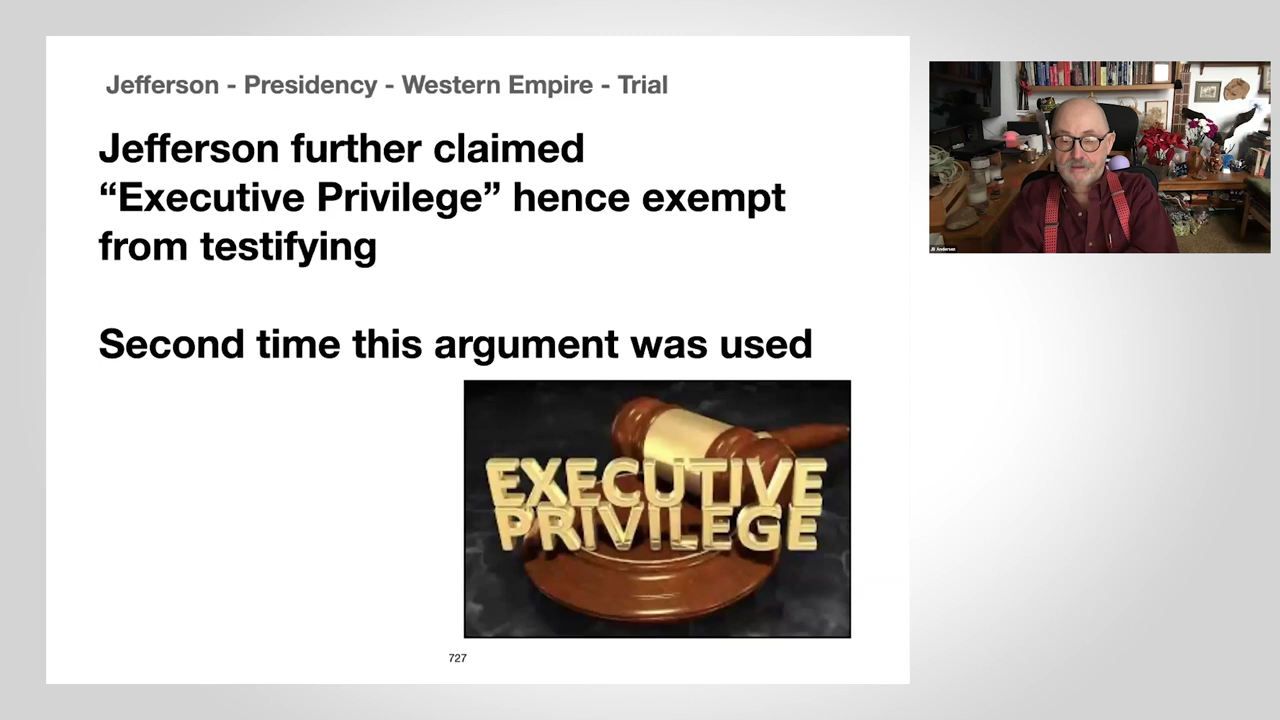 Jefferson - Presidency - Western Empire - Trial
Jefferson further claimed
“Executive Privilege” hence exempt
from testifying
Second time this argument was used
EXECUTIVE
PRIVILEGE
727